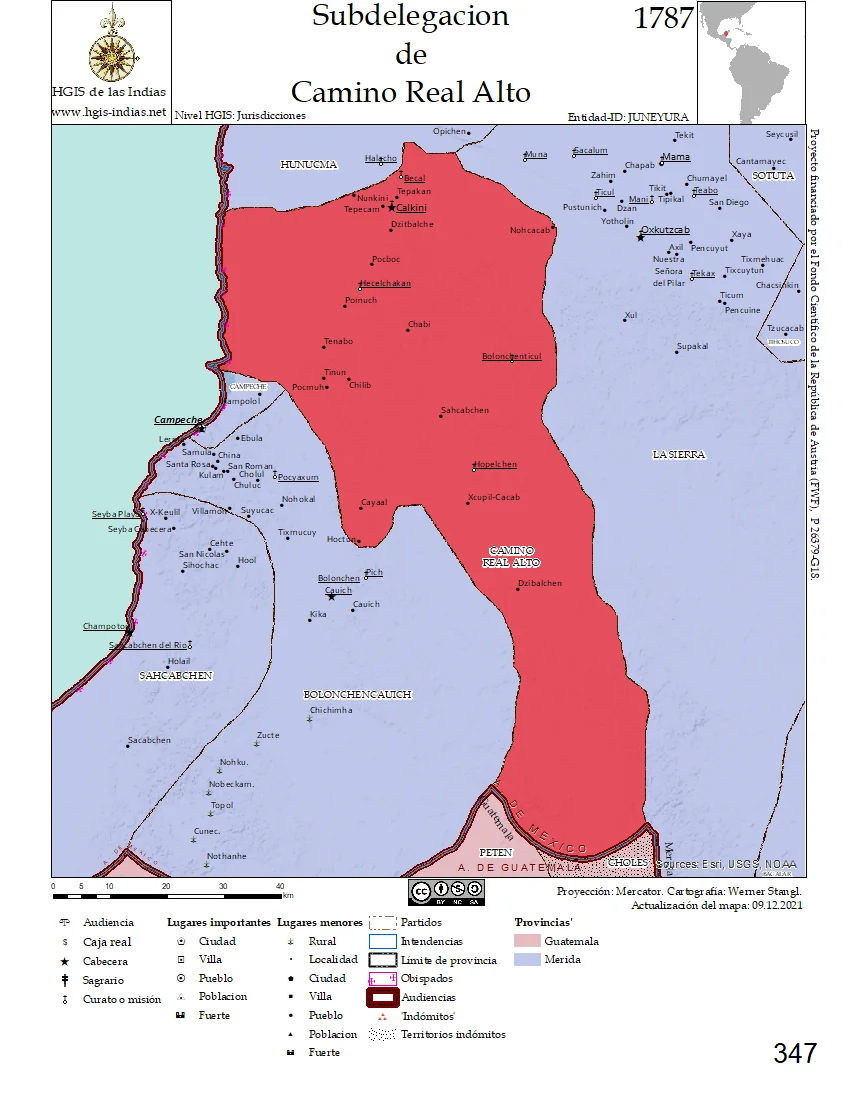 Subdelegacion
de
Camino Real Alto
1787
HGIS de las Indias
www.hgis-indias.net
Nivel HGIS: Jurisdicciones
Entidad-ID: JUNEYURA
Proyecto financiado por el Fondo Científico de la República de Austria (FWF), P 26379-G18.
Opichen
Tekit
Seycusil
HUNUCMA
Halacho
Muna
Sacalum
Mama
Cantamayec
Chapab
SOTUTA
Becal
Zahim
Chumayel
Tepakan
Nunkini
Ticul
Tikit
Teabo
Tepecam
Calkini
Mani
Tipikal
Pustunich
Dzan
San Diego
Dzitbalche
Yotholin
Nohcacab
Oxkutzcab
Xaya
Axil
Pencuyut
Pocboc
Nuestra
Señora
del Pilar
Tixmehuac
Tekax
Tixcuytun
Hecelchakan
Chacsinkin
Pomuch
Ticum
Pencuine
Xul
Chabi
Tzucacab
JIHOSUCO
Tenabo
Supakal
Bolonchenticul
Tinun
Pocmuh
Chilib
CAMPECHE
Sahcabchen
Campeche
Ebula
LA SIERRA
Samula
China
Santa Rosa
San Roman
Hopelchen
Kulam
Cholul
Pocyaxum
Chuluc
Nohokal
Xcupil-Cacab
Cayaal
Seyba Playa
X-Keulil
Villamon
Suyucac
Seyba Cabecera
Tixmucuy
Hocton
Cehte
CAMINO
REAL ALTO
San Nicolas
Sihochac
Hool
Pich
Bolonchen
Cauich
Dzibalchen
Cauich
Kika
Champoton
Sahcabchen del Rio
Holail
SAHCABCHEN
BOLONCHENCAUICH
Chichimha
Sacabchen
Zucte
Nohku.
Nobeckam.
Topol
Cunec.
Nothanhe
A. DE MEXICO
Guatemala
A. DE MEXICO
Merida
PETEN
CHOLES
A. DE GUATEMALA
Sources: Esri, USGS, NOAA
BACALAR
0 5 10 20 30 40
km
CC BY NC SA
Proyección: Mercator. Cartografía: Werner Stangl.
Actualización del mapa: 09.12.2021
Audiencia
Caja real
Cabecera
Sagrario
Curato o misión
Lugares importantes
Ciudad
Villa
Pueblo
Poblacion
Fuerte
Lugares menores
Rural
Localidad
Ciudad
Villa
Pueblo
Poblacion
Fuerte
Partidos
Intendencias
Límite de provincia
Obispados
Audiencias
'Indómitos'
Territorios indómitos
'Provincias'
Guatemala
Merida
347